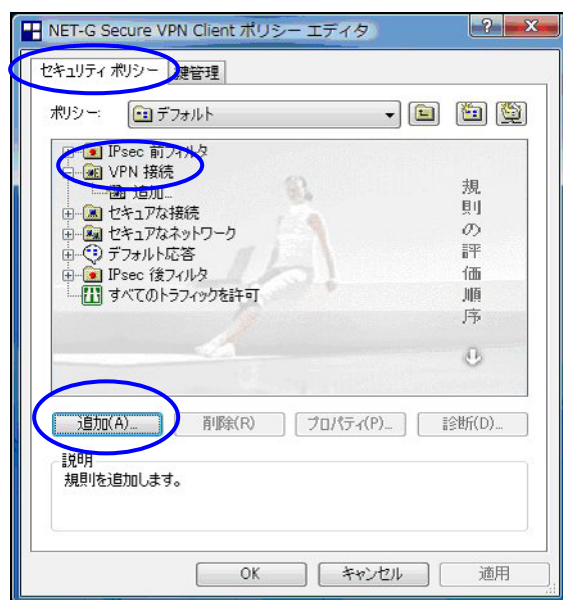 NET-G Secure VPN Client ポリシー エディタ
セキュリティ ポリシー
鍵管理
ポリシー:
デフォルト
IPsec 前フィルタ
VPN 接続
追加...
セキュアな接続
セキュアなネットワーク
デフォルト応答
IPsec 後フィルタ
すべてのトラフィックを許可
規則の評価順序
追加(A)...
削除(R)
プロパティ(P)...
診断(D)...
説明
規則を追加します。
OK
キャンセル
適用